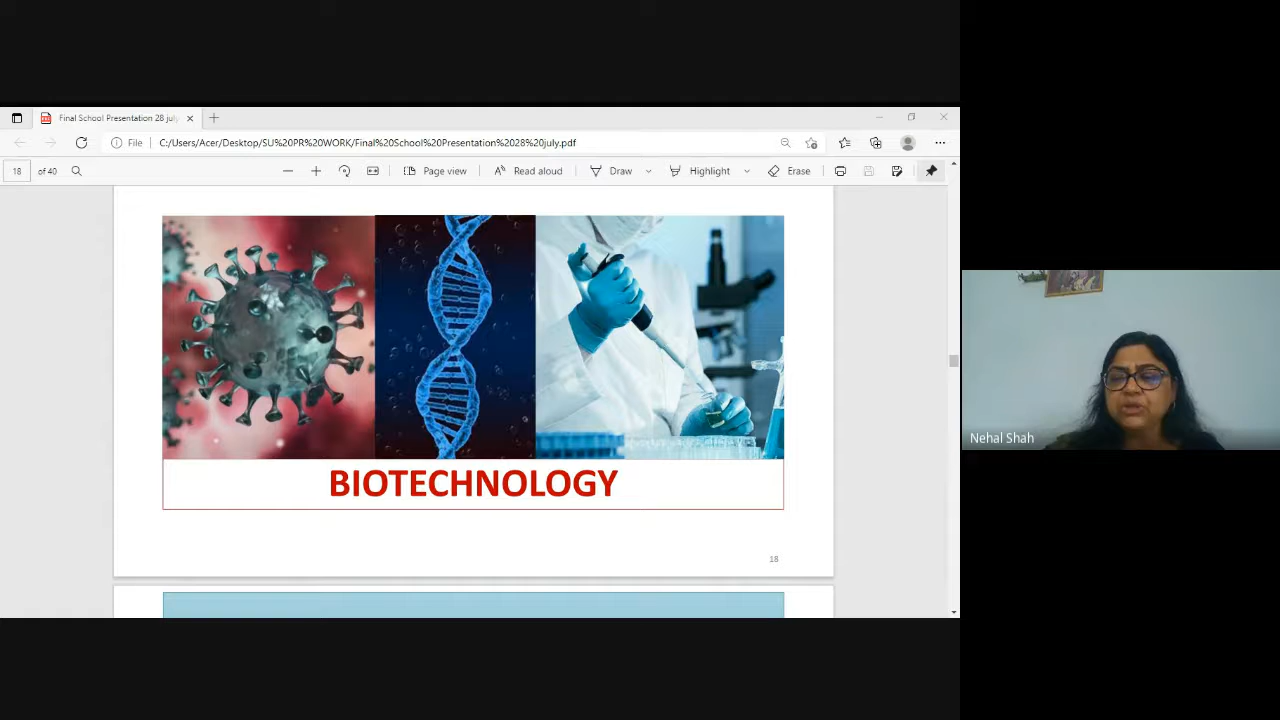 Final School Presentation 28 july
File
C:/Users/Acer/Desktop/SU%20PR%20WORK/Final%20School%20Presentation%2028%20july.pdf
18
of 40
Page view
Read aloud
Draw
Highlight
Erase
BIOTECHNOLOGY
18
Nehal Shah